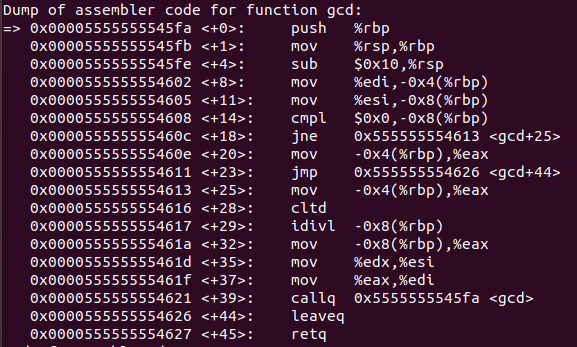 Dump of assembler code for function gcd:
=> 0x00005555555545fa <+0>:     push   %rbp
   0x00005555555545fb <+1>:     mov    %rsp,%rbp
   0x00005555555545fe <+4>:     sub    $0x10,%rsp
   0x0000555555554602 <+8>:     mov    %edi,-0x4(%rbp)
   0x0000555555554605 <+11>:    mov    %esi,-0x8(%rbp)
   0x0000555555554608 <+14>:    cmpl   $0x0,-0x8(%rbp)
   0x000055555555460c <+18>:    jne    0x555555554613 <gcd+25>
   0x000055555555460e <+20>:    mov    -0x4(%rbp),%eax
   0x0000555555554611 <+23>:    jmp    0x555555554626 <gcd+44>
   0x0000555555554613 <+25>:    mov    -0x4(%rbp),%eax
   0x0000555555554616 <+28>:    cltd
   0x0000555555554617 <+29>:    idivl  -0x8(%rbp)
   0x000055555555461a <+32>:    mov    -0x8(%rbp),%eax
   0x000055555555461d <+35>:    mov    %edx,%esi
   0x000055555555461f <+37>:    mov    %eax,%edi
   0x0000555555554621 <+39>:    callq  0x5555555545fa <gcd>
   0x0000555555554626 <+44>:    leaveq
   0x0000555555554627 <+45>:    retq